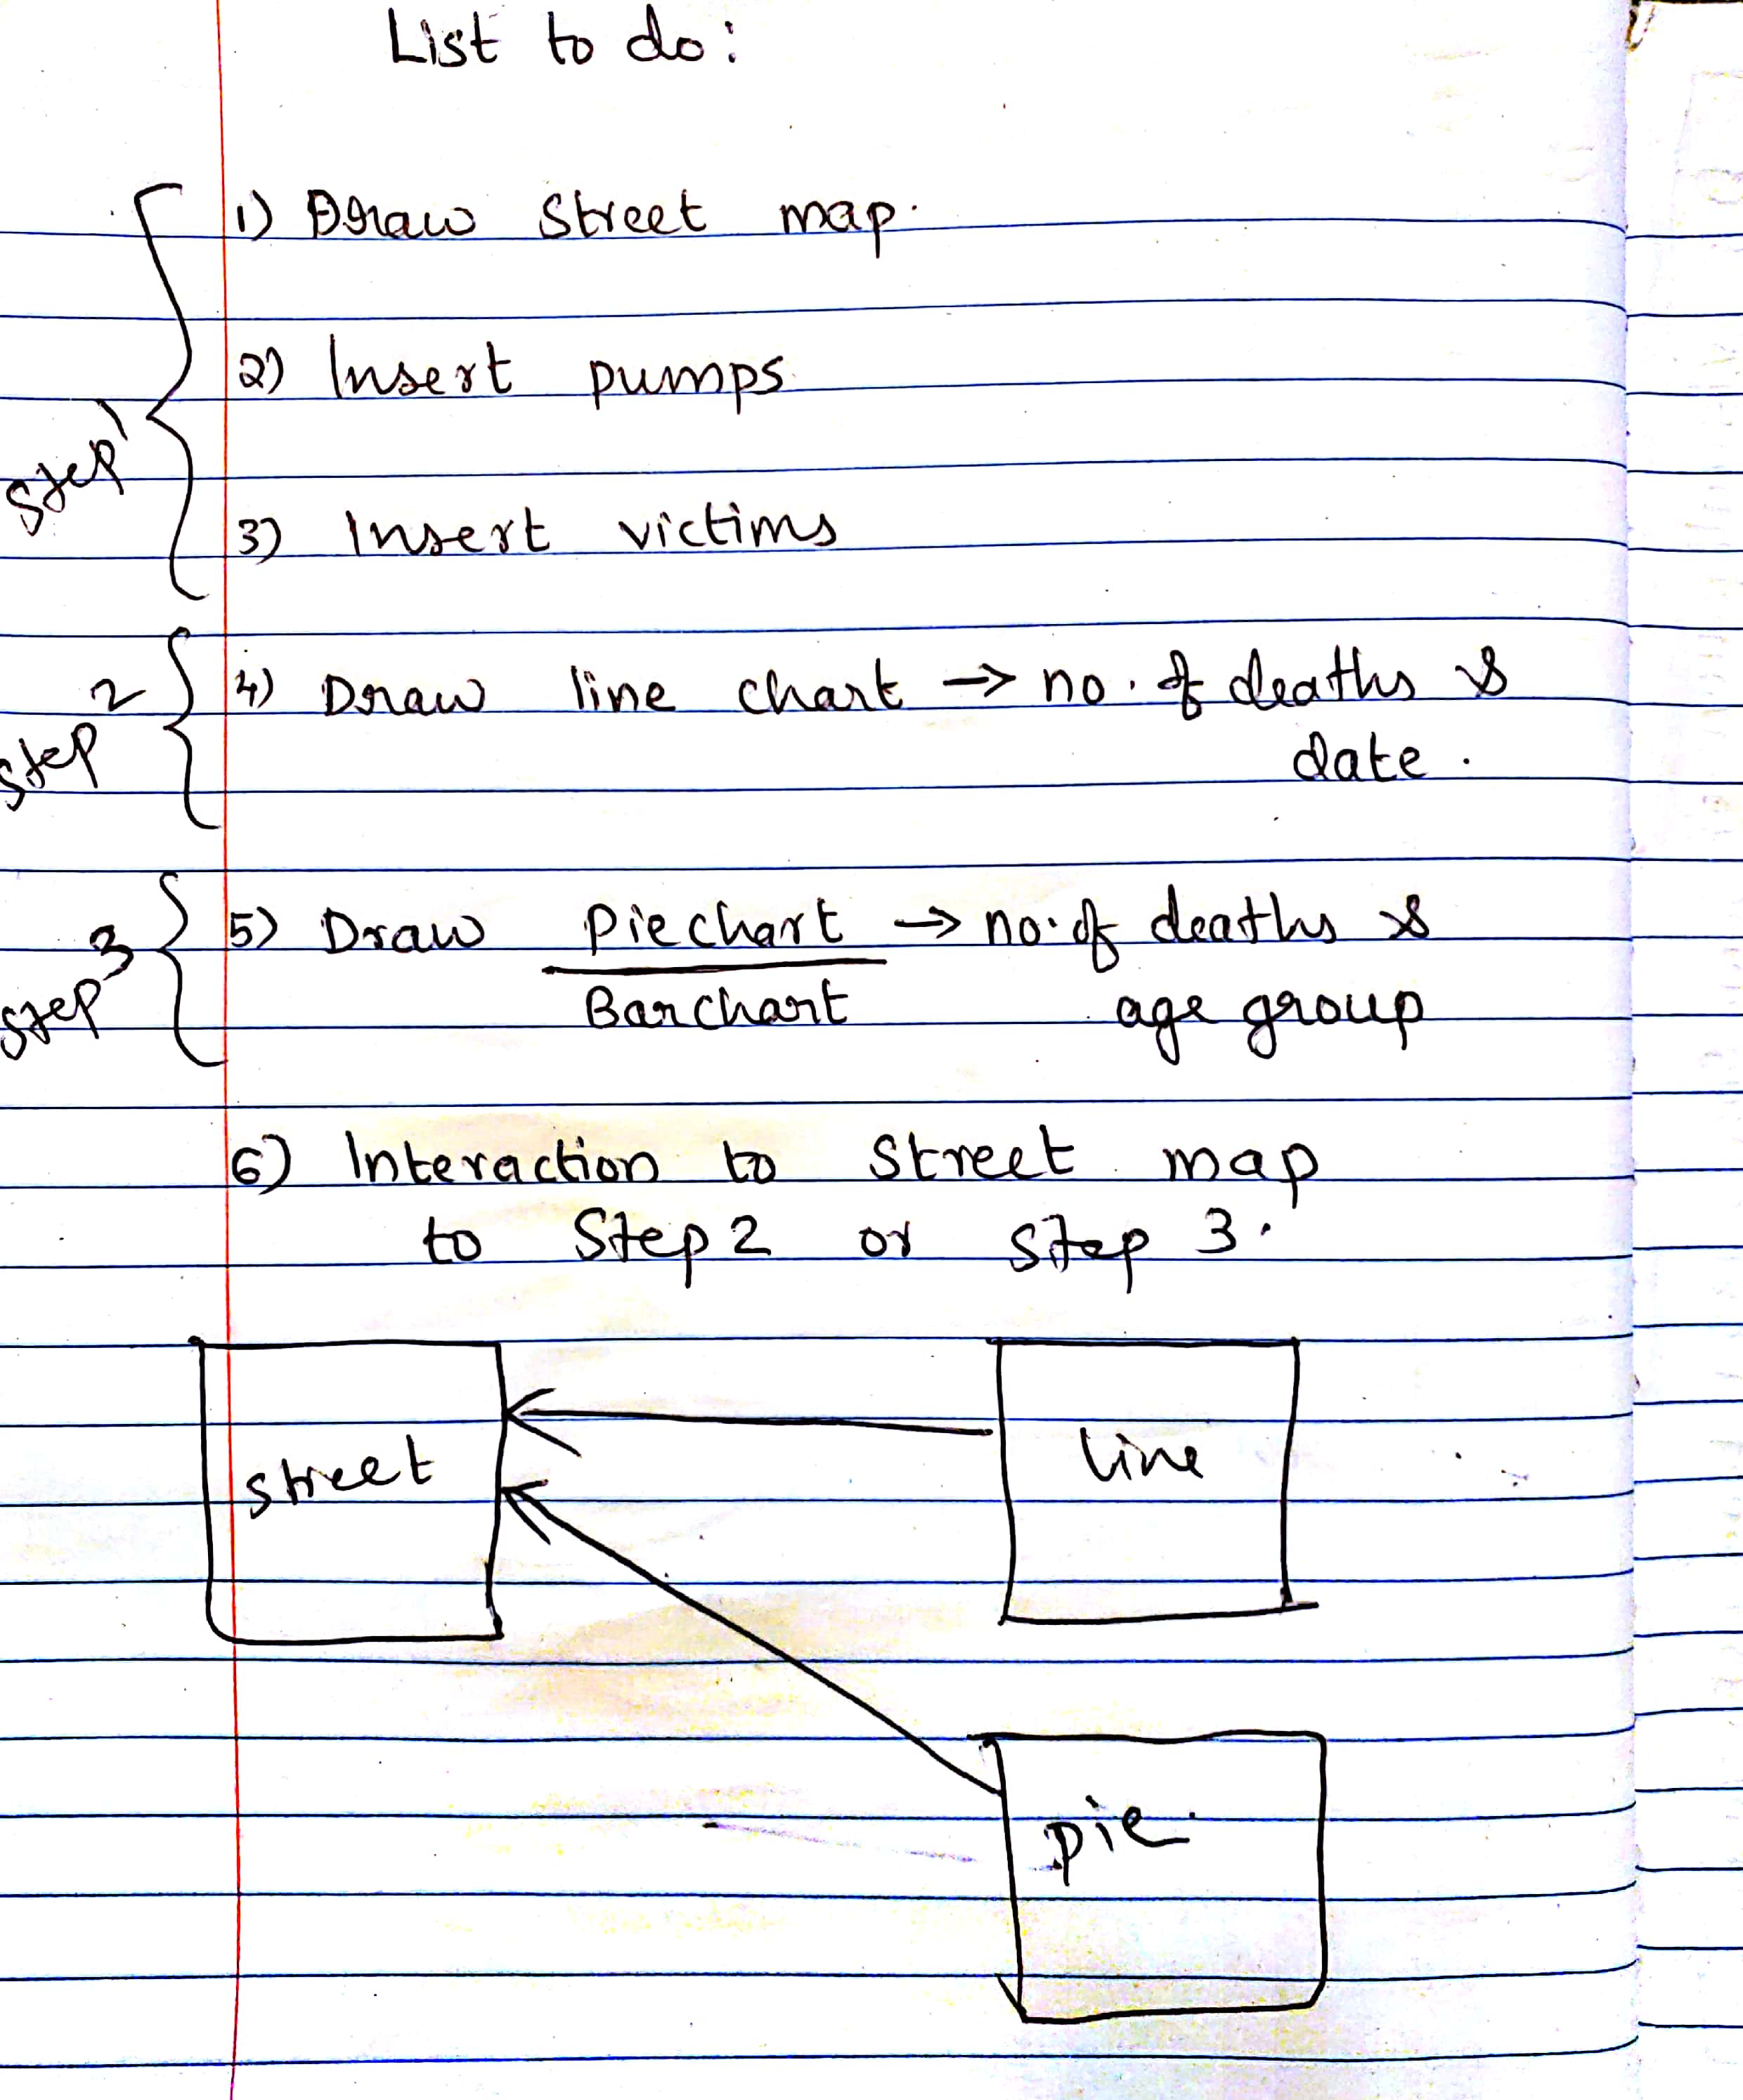 List to do:
1) Draw Street map.
2) Insert pumps
3) Insert victims
step 1
4) Draw line chart → no. of deaths &
date.
step 2
5) Draw Piechart → no. of deaths &
Barchart age group
step 3
6) Interaction to street map
to Step 2 or step 3.
street
line
pie